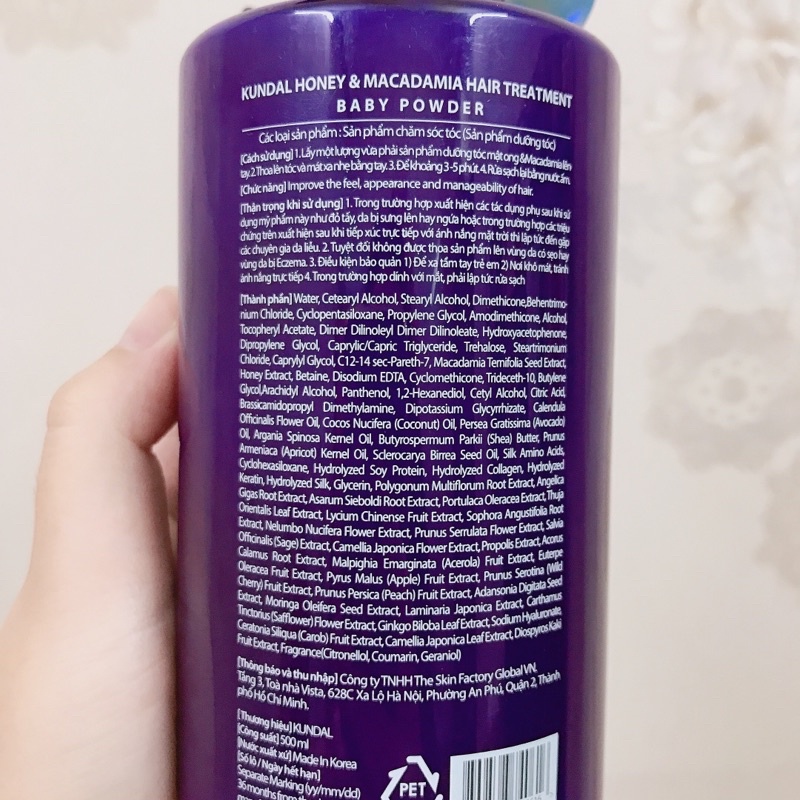 KUNDAL HONEY & MACADAMIA HAIR TREATMENT
BABY POWDER
Các loại sản phẩm : Sản phẩm chăm sóc tóc (Sản phẩm dưỡng tóc)
[Cách sử dụng] 1. Lấy một lượng vừa phải sản phẩm dưỡng tóc mật ong &Macadamia lên
tay. 2. Thoa lên tóc và mát xa nhẹ bằng tay. 3. Để khoảng 3-5 phút. 4. Rửa sạch lại bằng nước ấm.
[Chức năng] Improve the feel, appearance and manageability of hair.
[Thận trọng khi sử dụng] 1. Trong trường hợp xuất hiện các tác dụng phụ sau khi sử
dụng mỹ phẩm này như đỏ tấy, da bị sưng lên hay ngứa hoặc trong trường hợp các triệu
chứng trên xuất hiện sau khi tiếp xúc trực tiếp với ánh nắng mặt trời thì lập tức đến gặp
các chuyên gia da liễu. 2. Tuyệt đối không được thoa sản phẩm lên vùng da có sẹo hay
vùng da bị Eczema. 3. Điều kiện bảo quản 1) Để xa tầm tay trẻ em 2) Nơi khô mát, tránh
ánh nắng trực tiếp 4. Trong trường hợp dính với mắt, phải lập tức rửa sạch
[Thành phần] Water, Cetearyl Alcohol, Stearyl Alcohol, Dimethicone,Behentrimo-
nium Chloride, Cyclopentasiloxane, Propylene Glycol, Amodimethicone, Alcohol,
Tocopheryl Acetate, Dimer Dilinoleyl Dimer Dilinoleate, Hydroxyacetophenone,
Dipropylene Glycol, Caprylic/Capric Triglyceride, Trehalose, Steartrimonium
Chloride, Caprylyl Glycol, C12-14 sec-Pareth-7, Macadamia Ternifolia Seed Extract,
Honey Extract, Betaine, Disodium EDTA, Cyclomethicone, Trideceth-10, Butylene
Glycol,Arachidyl Alcohol, Panthenol, 1,2-Hexanediol, Cetyl Alcohol, Citric Acid,
Brassicamidopropyl Dimethylamine, Dipotassium Glycyrrhizate, Calendula
Officinalis Flower Oil, Cocos Nucifera (Coconut) Oil, Persea Gratissima (Avocado)
Oil, Argania Spinosa Kernel Oil, Butyrospermum Parkii (Shea) Butter, Prunus
Armeniaca (Apricot) Kernel Oil, Sclerocarya Birrea Seed Oil, Silk Amino Acids,
Cyclohexasiloxane, Hydrolyzed Soy Protein, Hydrolyzed Collagen, Hydrolyzed
Keratin, Hydrolyzed Silk, Glycerin, Polygonum Multiflorum Root Extract, Angelica
Gigas Root Extract, Asarum Sieboldi Root Extract, Portulaca Oleracea Extract,Thuja
Orientalis Leaf Extract, Lycium Chinense Fruit Extract, Sophora Angustifolia Root
Extract, Nelumbo Nucifera Flower Extract, Prunus Serrulata Flower Extract, Salvia
Officinalis (Sage) Extract, Camellia Japonica Flower Extract, Propolis Extract, Acorus
Calamus Root Extract, Malpighia Emarginata (Acerola) Fruit Extract, Euterpe
Oleracea Fruit Extract, Pyrus Malus (Apple) Fruit Extract, Prunus Serotina (Wild
Cherry) Fruit Extract, Prunus Persica (Peach) Fruit Extract, Adansonia Digitata Seed
Extract, Moringa Oleifera Seed Extract, Laminaria Japonica Extract, Carthamus
Tinctorius (Safflower) Flower Extract, Ginkgo Biloba Leaf Extract, Sodium Hyaluronate,
Ceratonia Siliqua (Carob) Fruit Extract, Camellia Japonica Leaf Extract, Diospyros Kaki
Fruit Extract, Fragrance(Citronellol, Coumarin, Geraniol)
[Thông báo và thu nhập] Công ty TNHH The Skin Factory Global VN.
Tầng 3, Toà nhà Vista, 628C Xa Lộ Hà Nội, Phường An Phú, Quận 2, Thành
phố Hồ Chí Minh.
[Thương hiệu] KUNDAL
[Công suất] 500 ml
[Nước xuất xứ] Made In Korea
[Số lô / Ngày hết hạn]
Separate Marking (yy/mm/dd)
36 months from the
PET